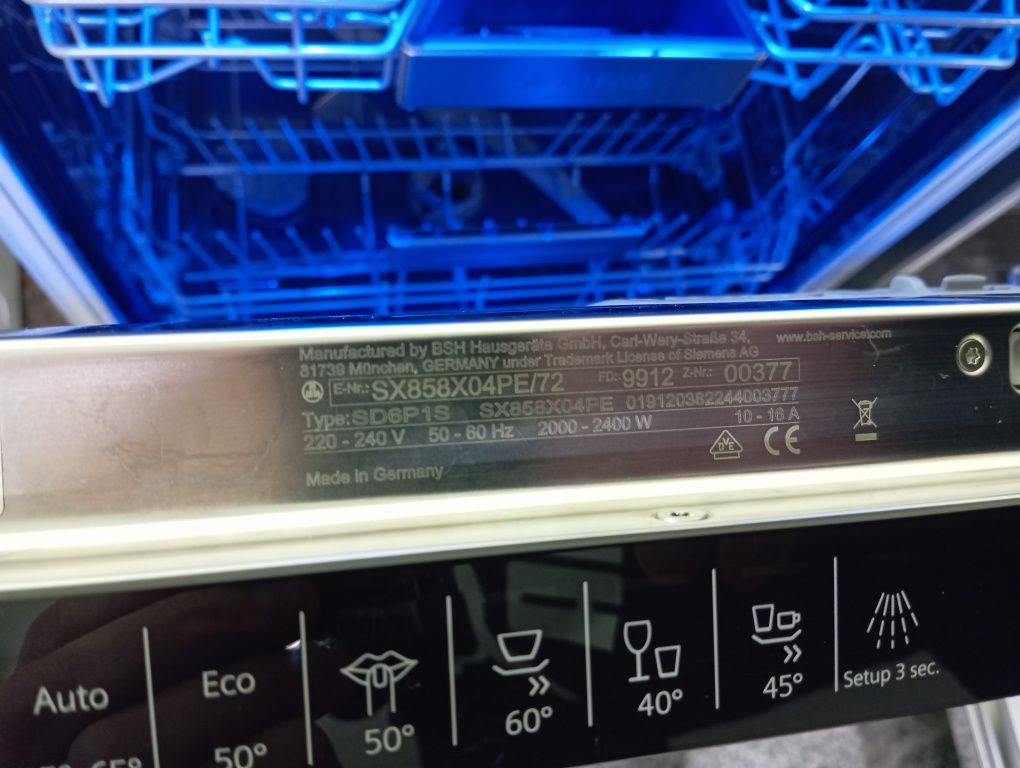 Manufactured by BSH Hausgeräte GmbH, Carl-Wery-Straße 34,
81739 München, GERMANY under Trademark License of Siemens AG
www.bsh-service.com
E-Nr.: SX858X04PE/72 FD: 9912 Z-Nr.: 00377
Type: SD6P1S SX858X04PE 019120382244003777
220 - 240 V 50 - 60 Hz 2000 - 2400 W 10 - 16 A
DVE CE
Made in Germany
Auto Eco 50° 60° 40° 45° Setup 3 sec.
65° 50°